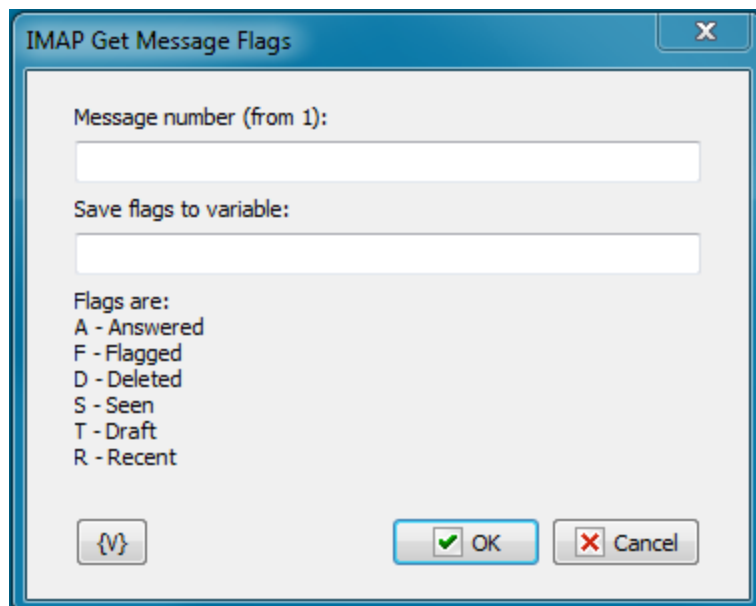 IMAP Get Message Flags
Message number (from 1):
Save flags to variable:
Flags are:
A - Answered
F - Flagged
D - Deleted
S - Seen
T - Draft
R - Recent
{V} OK Cancel